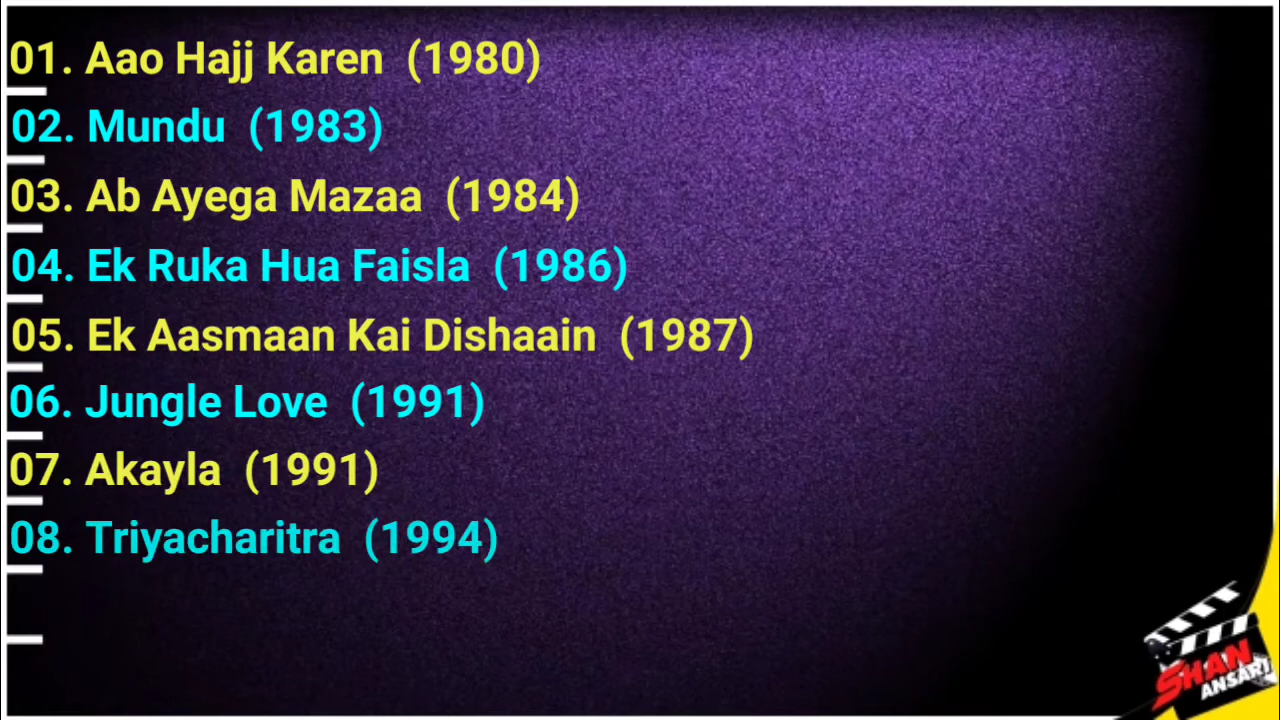 01. Aao Hajj Karen (1980)
02. Mundu (1983)
03. Ab Ayega Mazaa (1984)
04. Ek Ruka Hua Faisla (1986)
05. Ek Aasmaan Kai Dishaain (1987)
06. Jungle Love (1991)
07. Akayla (1991)
08. Triyacharitra (1994)
SHAN
ANSARI